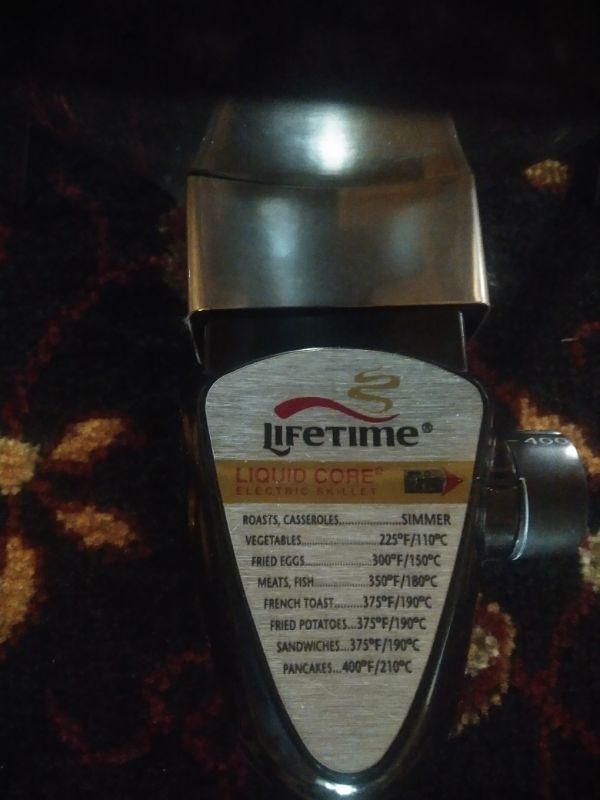 LIFETIME®
LIQUID CORE®
ELECTRIC SKILLET
ROASTS, CASSEROLES....................SIMMER
VEGETABLES.........................225°F/110°C
FRIED EGGS.......................300°F/150°C
MEATS, FISH................350°F/180°C
FRENCH TOAST.........375°F/190°C
FRIED POTATOES...375°F/190°C
SANDWICHES...375°F/190°C
PANCAKES...400°F/210°C
-400